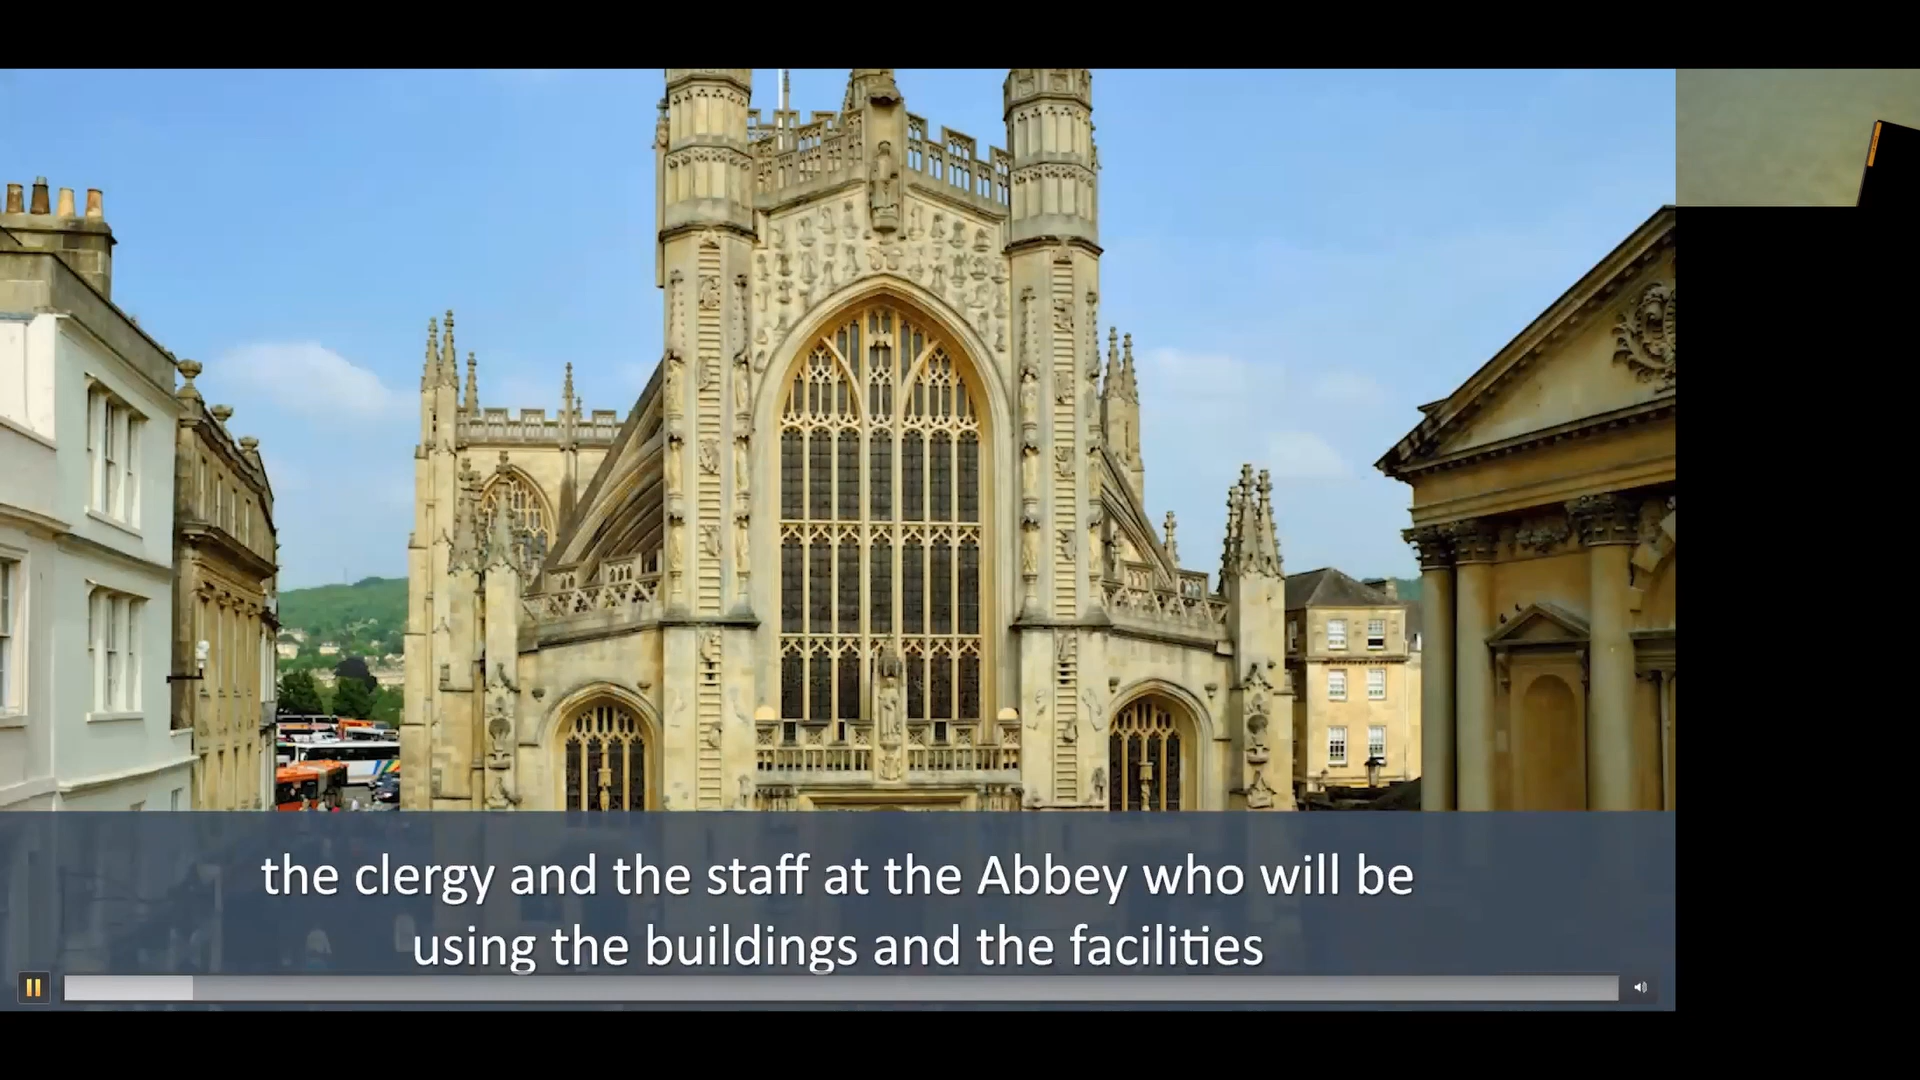 the clergy and the staff at the Abbey who will be
using the buildings and the facilities